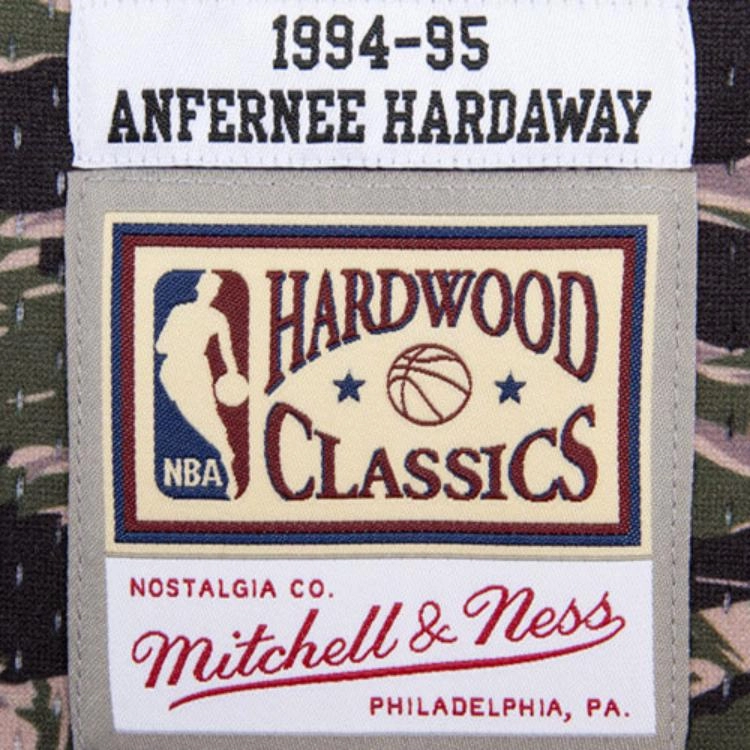 1994-95
ANFERNEE HARDAWAY
HARDWOOD
CLASSICS
NBA
NOSTALGIA CO.
Mitchell & Ness
PHILADELPHIA, PA.